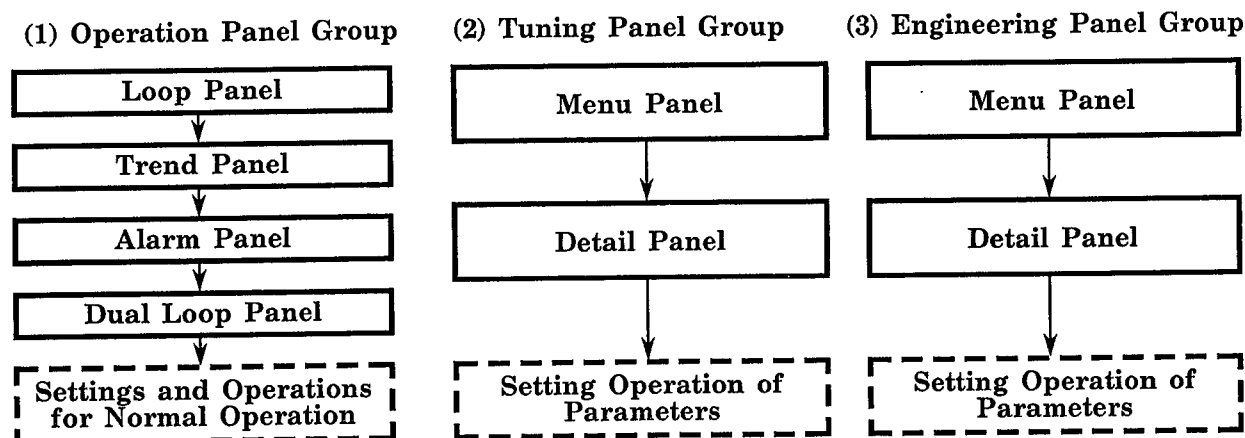 (1) Operation Panel Group
Loop Panel
Trend Panel
Alarm Panel
Dual Loop Panel
Settings and Operations
for Normal Operation
(2) Tuning Panel Group
Menu Panel
Detail Panel
Setting Operation of
Parameters
(3) Engineering Panel Group
Menu Panel
Detail Panel
Setting Operation of
Parameters